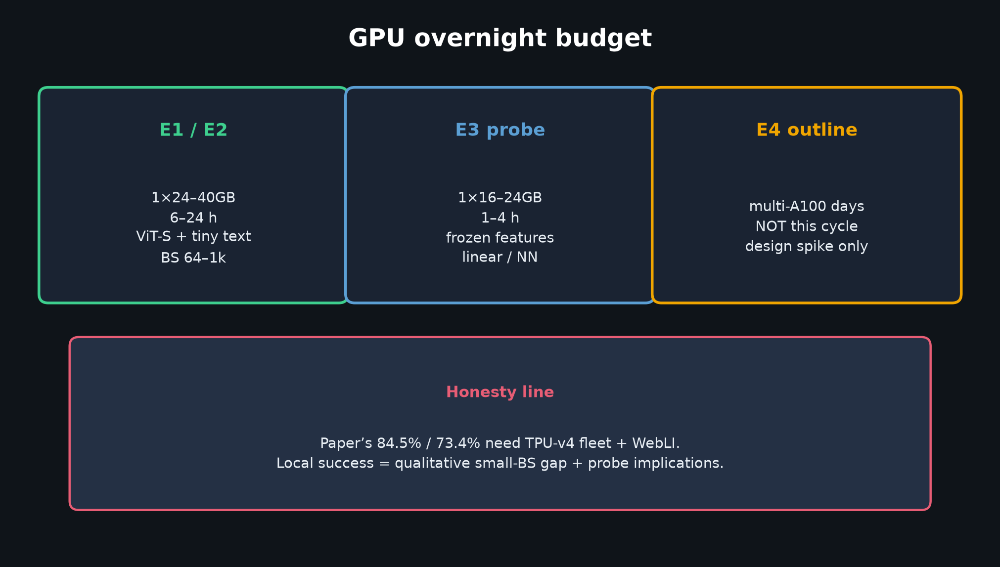 GPU overnight budget
E1 / E2
1×24–40GB
6–24 h
ViT-S + tiny text
BS 64–1k
E3 probe
1×16–24GB
1–4 h
frozen features
linear / NN
E4 outline
multi-A100 days
NOT this cycle
design spike only
Honesty line
Paper’s 84.5% / 73.4% need TPU-v4 fleet + WebLI.
Local success = qualitative small-BS gap + probe implications.